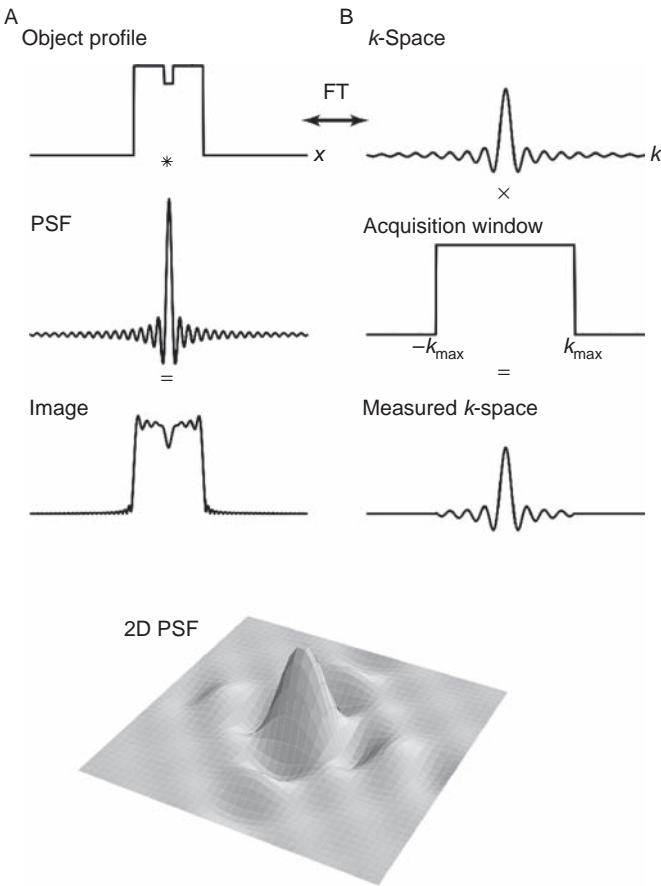 A
Object profile
B
k-Space
FT
x
k
*
×
PSF
Acquisition window
−kmax
kmax
=
=
Image
Measured k-space
2D PSF